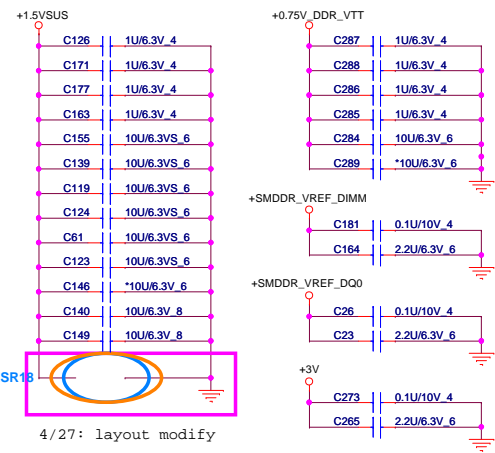 +1.5VSUS
C126 1U/6.3V_4
C171 1U/6.3V_4
C177 1U/6.3V_4
C163 1U/6.3V_4
C155 10U/6.3VS_6
C139 10U/6.3VS_6
C119 10U/6.3VS_6
C124 10U/6.3VS_6
C61 10U/6.3VS_6
C123 10U/6.3VS_6
C146 *10U/6.3V_6
C140 10U/6.3V_8
C149 10U/6.3V_8
SR18
4/27: layout modify
+0.75V_DDR_VTT
C287 1U/6.3V_4
C288 1U/6.3V_4
C286 1U/6.3V_4
C285 1U/6.3V_4
C284 10U/6.3V_6
C289 *10U/6.3V_6
+SMDDR_VREF_DIMM
C181 0.1U/10V_4
C164 2.2U/6.3V_6
+SMDDR_VREF_DQ0
C26 0.1U/10V_4
C23 2.2U/6.3V_6
+3V
C273 0.1U/10V_4
C265 2.2U/6.3V_6